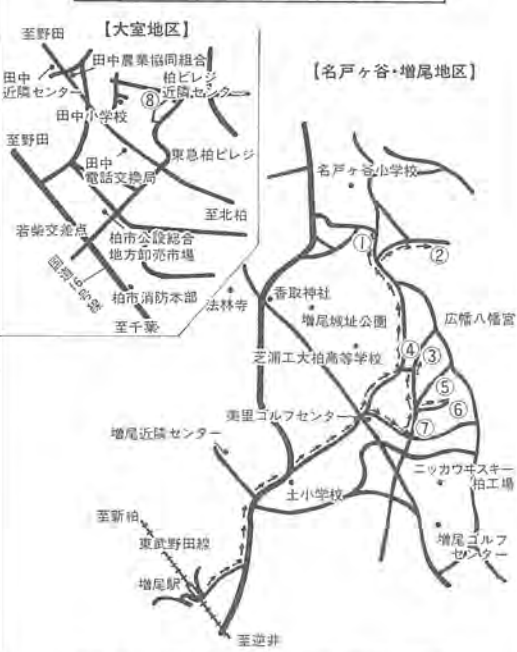 【大室地区】
至野田
田中農業協同組合
田中
近隣センター
柏ビレジ
近隣センター
⑧
田中小学校
至野田
東急柏ビレジ
田中
電話交換局
至北柏
若柴交差点
柏市公設総合
地方卸売市場
国道16号線
柏市消防本部
至千葉
【名戸ヶ谷・増尾地区】
名戸ヶ谷小学校
①
②
法林寺
香取神社
増尾城址公園
広幡八幡宮
芝浦工大柏高等学校
④
③
⑤
⑥
美里ゴルフセンター
⑦
増尾近隣センター
ニッカウヰスキー
柏工場
土小学校
至新柏
東武野田線
増尾ゴルフ
センター
増尾駅
至逆井